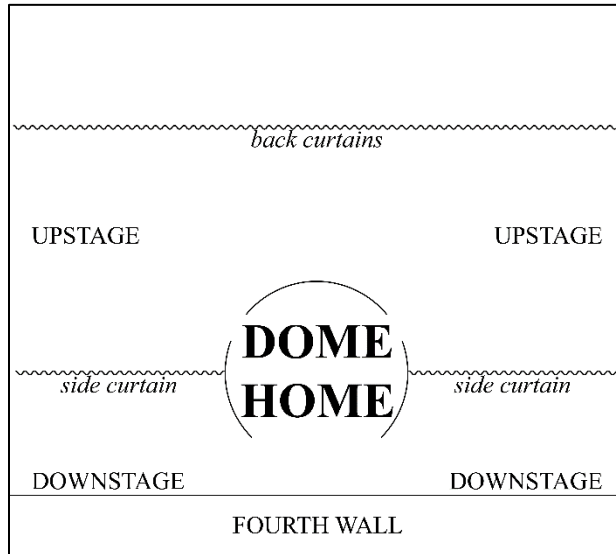 back curtains
UPSTAGE UPSTAGE
DOME
HOME
side curtain side curtain
DOWNSTAGE DOWNSTAGE
FOURTH WALL